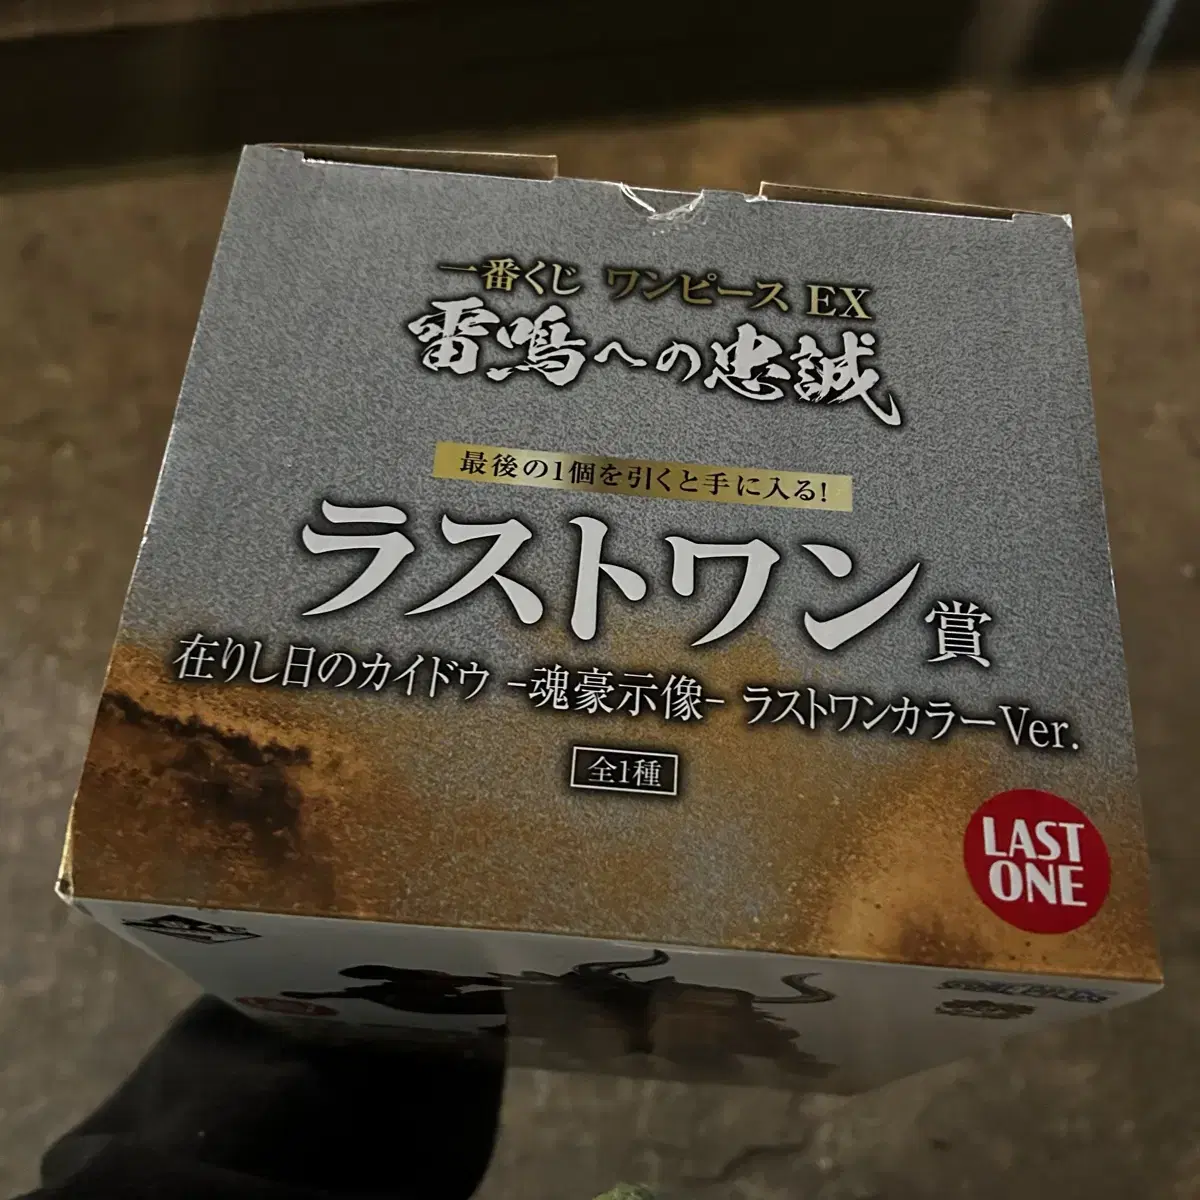 一番くじ ワンピース EX
雷鳴への忠誠
最後の1個を引くと手に入る!
ラストワン賞
在りし日のカイドウ -魂豪示像- ラストワンカラーVer.
全1種
LAST
ONE